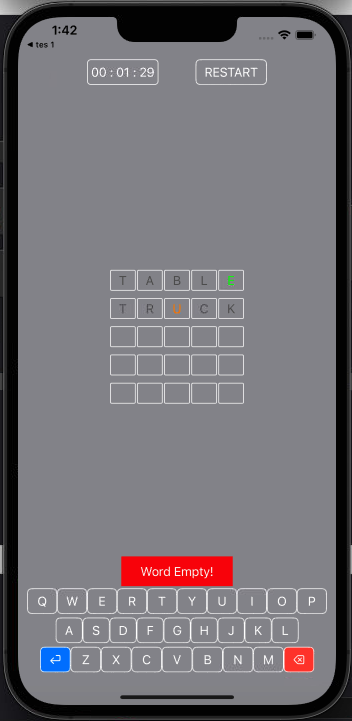 1:42
◀ tes 1
00 : 01 : 29 RESTART
T A B L E
T R U C K
Word Empty!
Q W E R T Y U I O P
A S D F G H J K L
Z X C V B N M